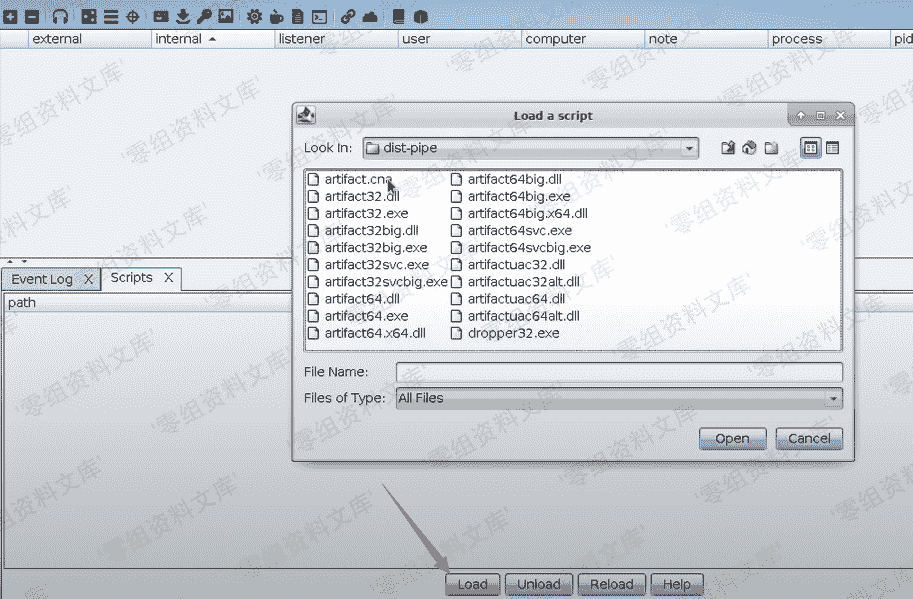 external internal listener user computer note process pid
Load a script
Look In: dist-pipe
artifact.cna artifact64big.dll
artifact32.dll artifact64big.exe
artifact32.exe artifact64big.x64.dll
artifact32big.dll artifact64svc.exe
artifact32big.exe artifact64svcbig.exe
artifact32svc.exe artifactuac32.dll
artifact32svcbig.exe artifactuac32alt.dll
artifact64.dll artifactuac64.dll
artifact64.exe artifactuac64alt.dll
artifact64.x64.dll dropper32.exe
File Name:
Files of Type: All Files
Open Cancel
Event Log X Scripts X
path
Load Unload Reload Help
'零组资料文库'